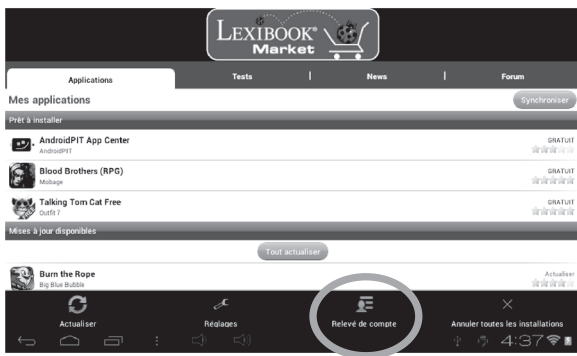 LEXIBOOK®
Market
Applications
Tests
News
Forum
Mes applications
Synchroniser
Prêt à installer
AndroidPIT App Center
GRATUIT
AndroidPIT
Blood Brothers (RPG)
GRATUIT
Mobage
Talking Tom Cat Free
GRATUIT
Outfit 7
Mises à jour disponibles
Tout actualiser
Burn the Rope
Actualiser
Big Blue Bubble
Actualiser
Réglages
Relevé de compte
Annuler toutes les installations
4:37